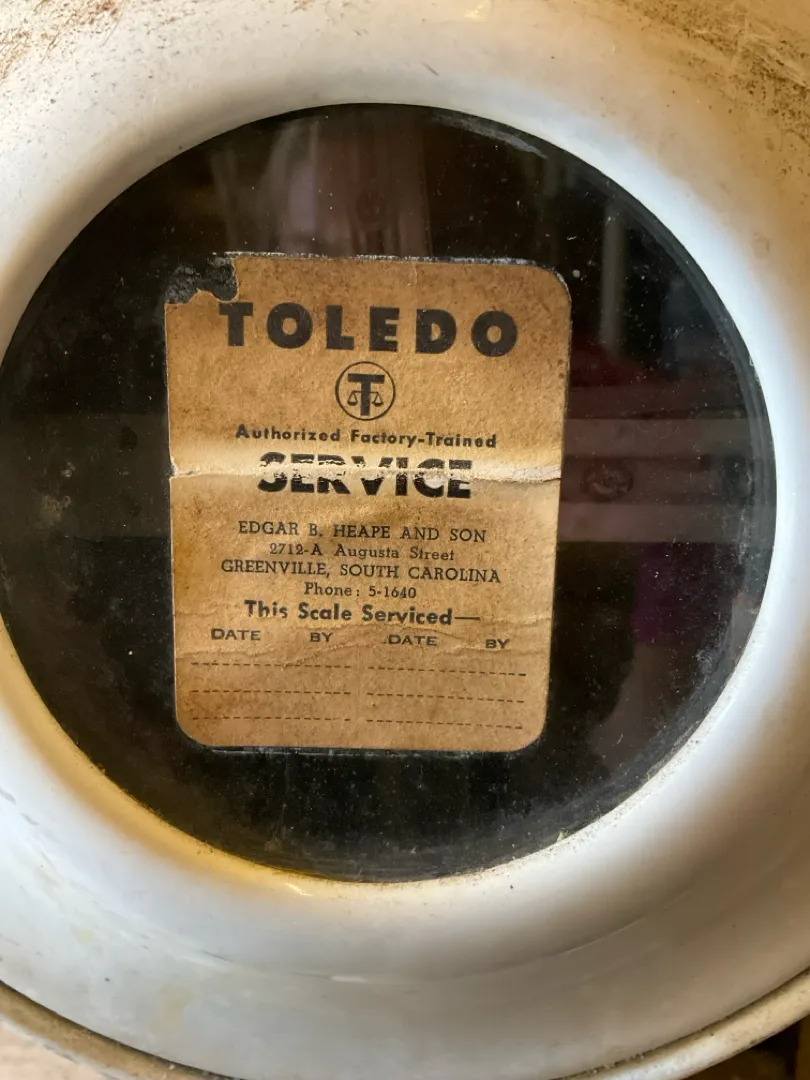 TOLEDO
T
Authorized Factory-Trained
SERVICE
EDGAR B. HEAPE AND SON
2712-A Augusta Street
GREENVILLE, SOUTH CAROLINA
Phone: 5-1640
This Scale Serviced—
DATE BY DATE BY